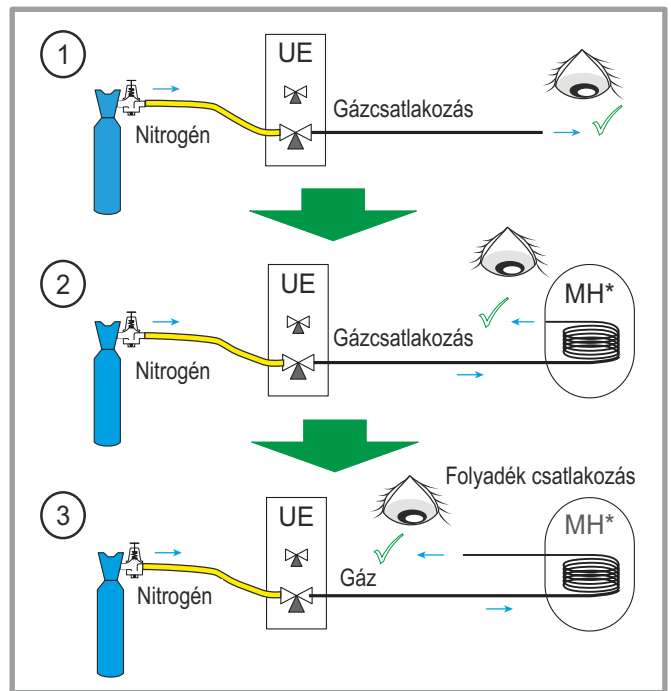 1
UE
Gázcsatlakozás
Nitrogén
2
UE
MH*
Gázcsatlakozás
Nitrogén
Folyadék csatlakozás
3
UE
MH*
Gáz
Nitrogén